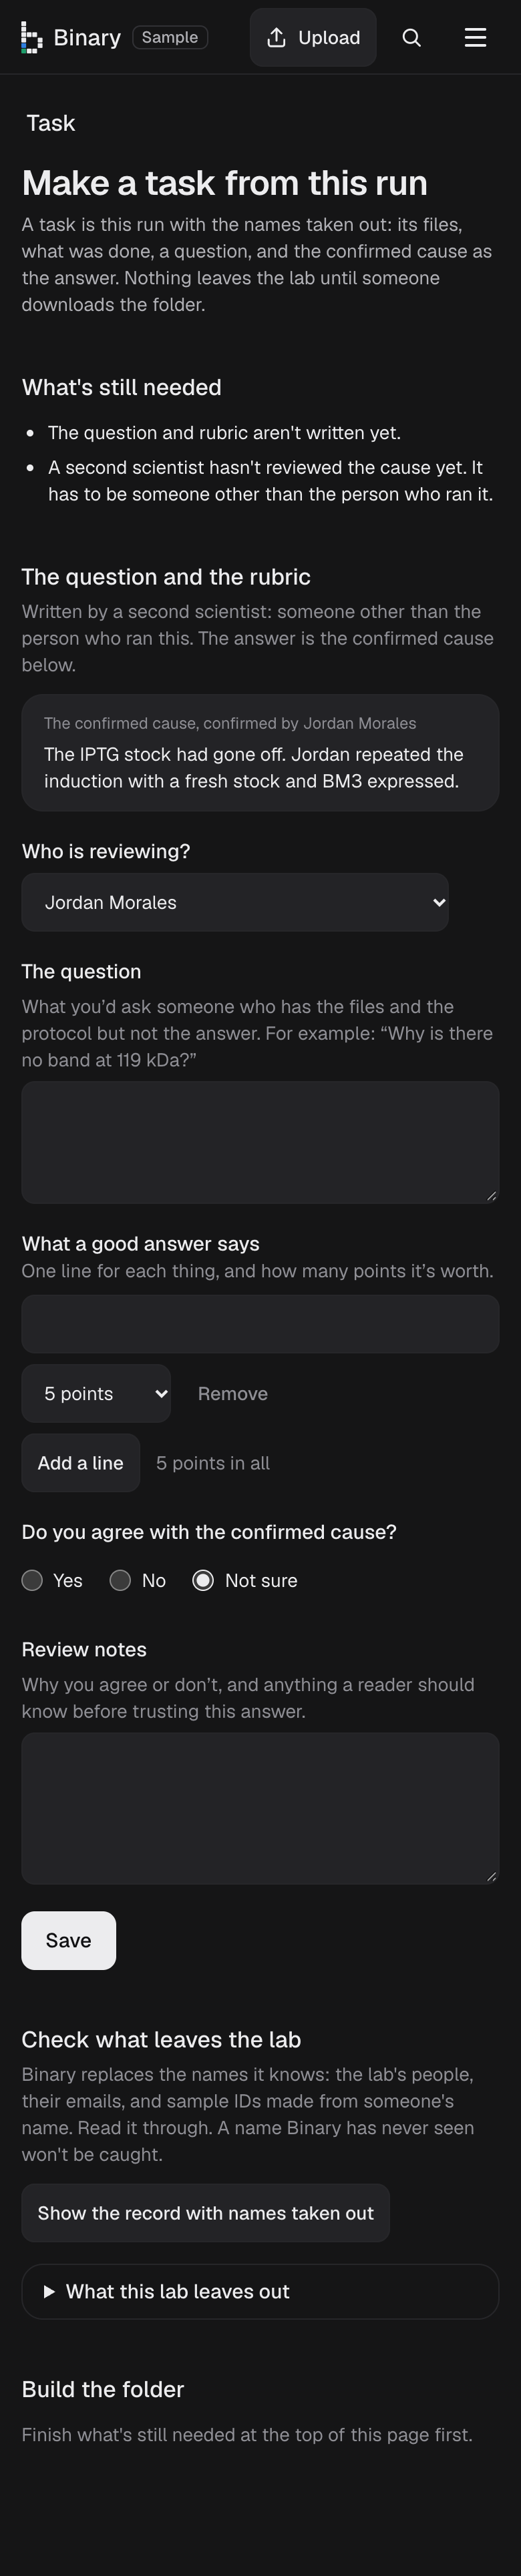 Binary Sample Upload
Task
Make a task from this run
A task is this run with the names taken out: its files,
what was done, a question, and the confirmed cause as
the answer. Nothing leaves the lab until someone
downloads the folder.
What's still needed
The question and rubric aren't written yet.
A second scientist hasn't reviewed the cause yet. It
has to be someone other than the person who ran it.
The question and the rubric
Written by a second scientist: someone other than the
person who ran this. The answer is the confirmed cause
below.
The confirmed cause, confirmed by Jordan Morales
The IPTG stock had gone off. Jordan repeated the
induction with a fresh stock and BM3 expressed.
Who is reviewing?
Jordan Morales
The question
What you’d ask someone who has the files and the
protocol but not the answer. For example: “Why is there
no band at 119 kDa?”
What a good answer says
One line for each thing, and how many points it’s worth.
5 points Remove
Add a line 5 points in all
Do you agree with the confirmed cause?
Yes No Not sure
Review notes
Why you agree or don’t, and anything a reader should
know before trusting this answer.
Save
Check what leaves the lab
Binary replaces the names it knows: the lab's people,
their emails, and sample IDs made from someone's
name. Read it through. A name Binary has never seen
won't be caught.
Show the record with names taken out
What this lab leaves out
Build the folder
Finish what's still needed at the top of this page first.